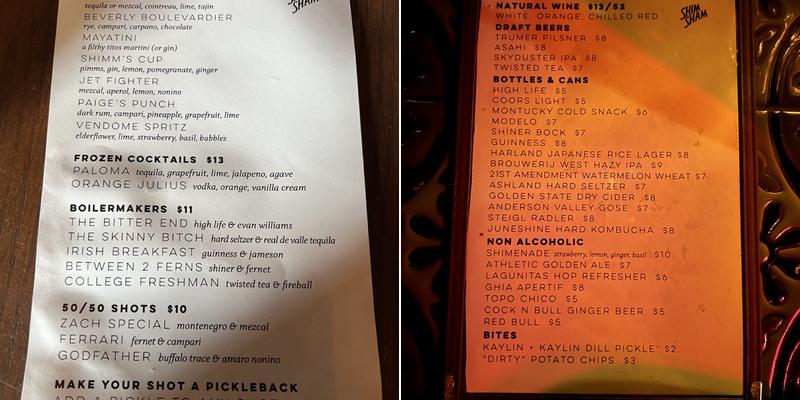 tequila or mezcal, cointreau, lime, tajin
BEVERLY BOULEVARDIER
rye, campari, carpano, chocolate
MAYATINI
a filthy titos martini (or gin)
SHIMM'S CUP
pimms, gin, lemon, pomegranate, ginger
JET FIGHTER
mezcal, aperol, lemon, nonino
PAIGE'S PUNCH
dark rum, campari, pineapple, grapefruit, lime
VENDOME SPRITZ
elderflower, lime, strawberry, basil, bubbles
FROZEN COCKTAILS $13
PALOMA tequila, grapefruit, lime, jalapeno, agave
ORANGE JULIUS vodka, orange, vanilla cream
BOILERMAKERS $11
THE BITTER END high life & evan williams
THE SKINNY BITCH hard seltzer & real de valle tequila
IRISH BREAKFAST guinness & jameson
BETWEEN 2 FERNS shiner & fernet
COLLEGE FRESHMAN twisted tea & fireball
50/50 SHOTS $10
ZACH SPECIAL montenegro & mezcal
FERRARI fernet & campari
GODFATHER buffalo trace & amaro nonino
MAKE YOUR SHOT A PICKLEBACK
SHIM
SHAM
NATURAL WINE $13/52
WHITE, ORANGE, CHILLED RED
DRAFT BEERS
TRUMER PILSNER $8
ASAHI $8
SKYDUSTER IPA $8
TWISTED TEA $7
BOTTLES & CANS
HIGH LIFE $5
COORS LIGHT $5
MONTUCKY COLD SNACK $6
MODELO $7
SHINER BOCK $7
GUINNESS $8
HARLAND JAPANESE RICE LAGER $8
BROUWERIJ WEST HAZY IPA $9
21ST AMENDMENT WATERMELON WHEAT $7
ASHLAND HARD SELTZER $7
GOLDEN STATE DRY CIDER $8
ANDERSON VALLEY GOSE $7
STEIGL RADLER $8
JUNESHINE HARD KOMBUCHA $8
NON ALCOHOLIC
SHIMENADE strawberry, lemon, ginger, basil $10
ATHLETIC GOLDEN ALE $7
LAGUNITAS HOP REFRESHER $6
GHIA APERTIF $8
TOPO CHICO $5
COCK N BULL GINGER BEER $5
RED BULL $5
BITES
KAYLIN + KAYLIN DILL PICKLE* $2
"DIRTY" POTATO CHIPS $3
SHIM
SHAM